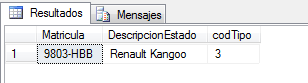 Resultados Mensajes
Matricula DescripcionEstado codTipo
1 9803-HBB Renault Kangoo 3